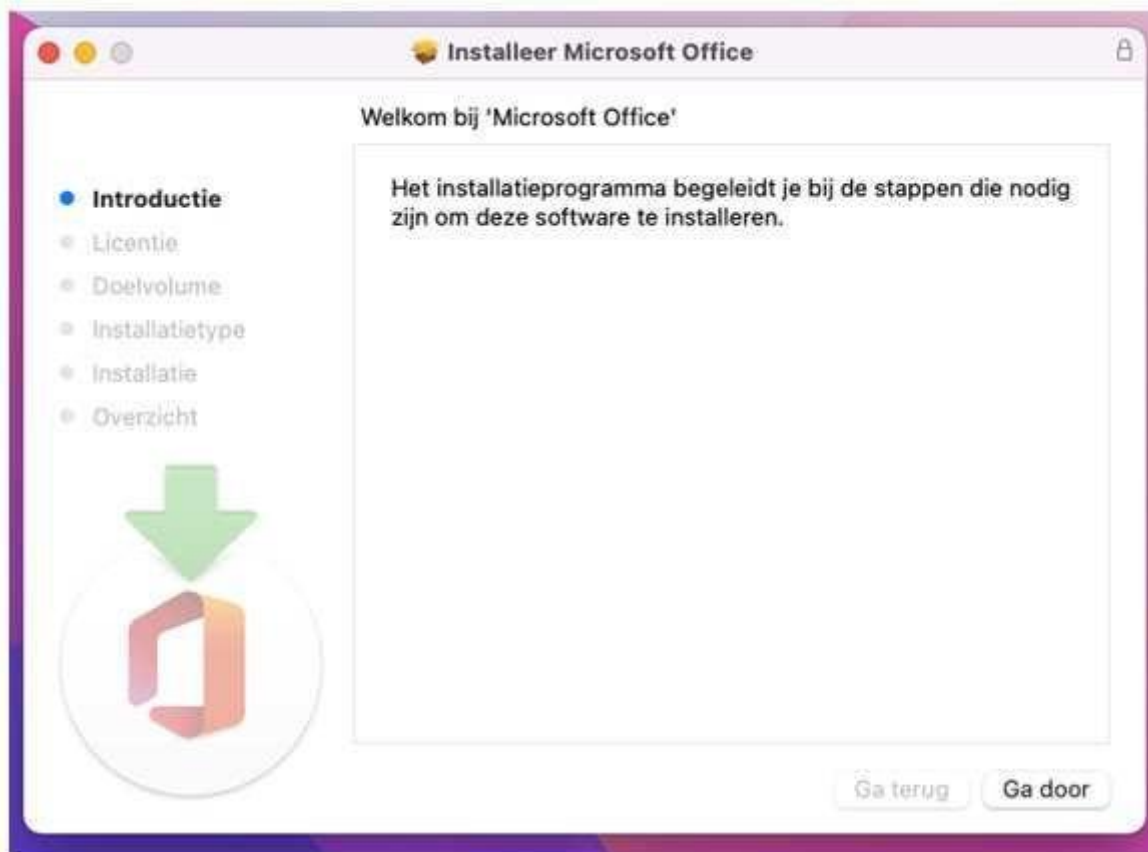 Installeer Microsoft Office
Welkom bij 'Microsoft Office'
Introductie
Licentie
Doelvolume
Installatietype
Installatie
Overzicht
Het installatieprogramma begeleidt je bij de stappen die nodig
zijn om deze software te installeren.
Ga terug
Ga door